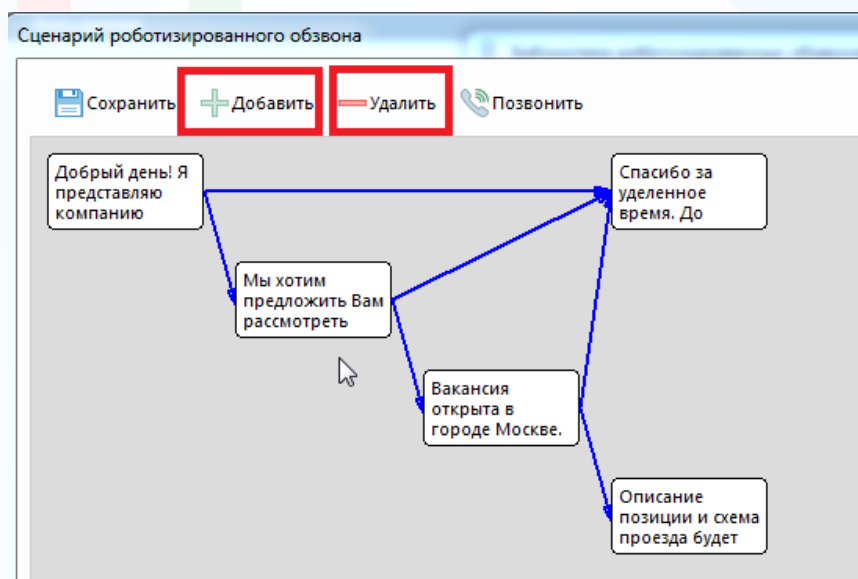 Сценарий роботизированного обзвона
Сохранить Добавить Удалить Позвонить
Добрый день! Я
представляю
компанию
Спасибо за
уделенное
время. До
Мы хотим
предложить Вам
рассмотреть
Вакансия
открыта в
городе Москве.
Описание
позиции и схема
проезда будет